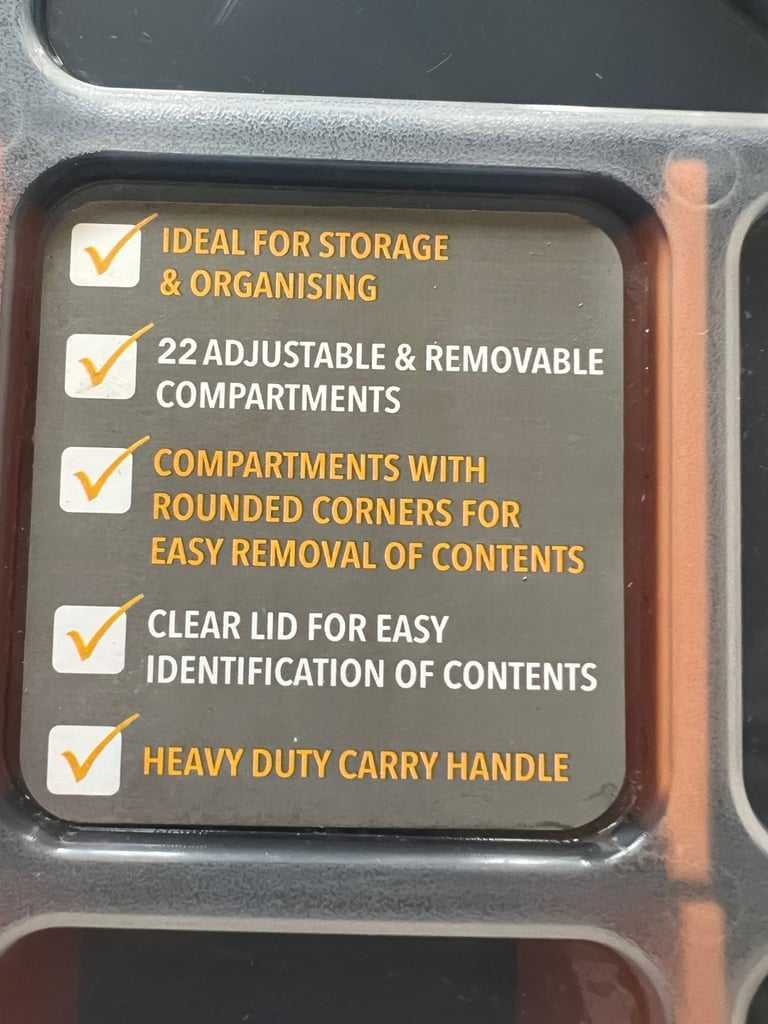 IDEAL FOR STORAGE
& ORGANISING
22 ADJUSTABLE & REMOVABLE
COMPARTMENTS
COMPARTMENTS WITH
ROUNDED CORNERS FOR
EASY REMOVAL OF CONTENTS
CLEAR LID FOR EASY
IDENTIFICATION OF CONTENTS
HEAVY DUTY CARRY HANDLE